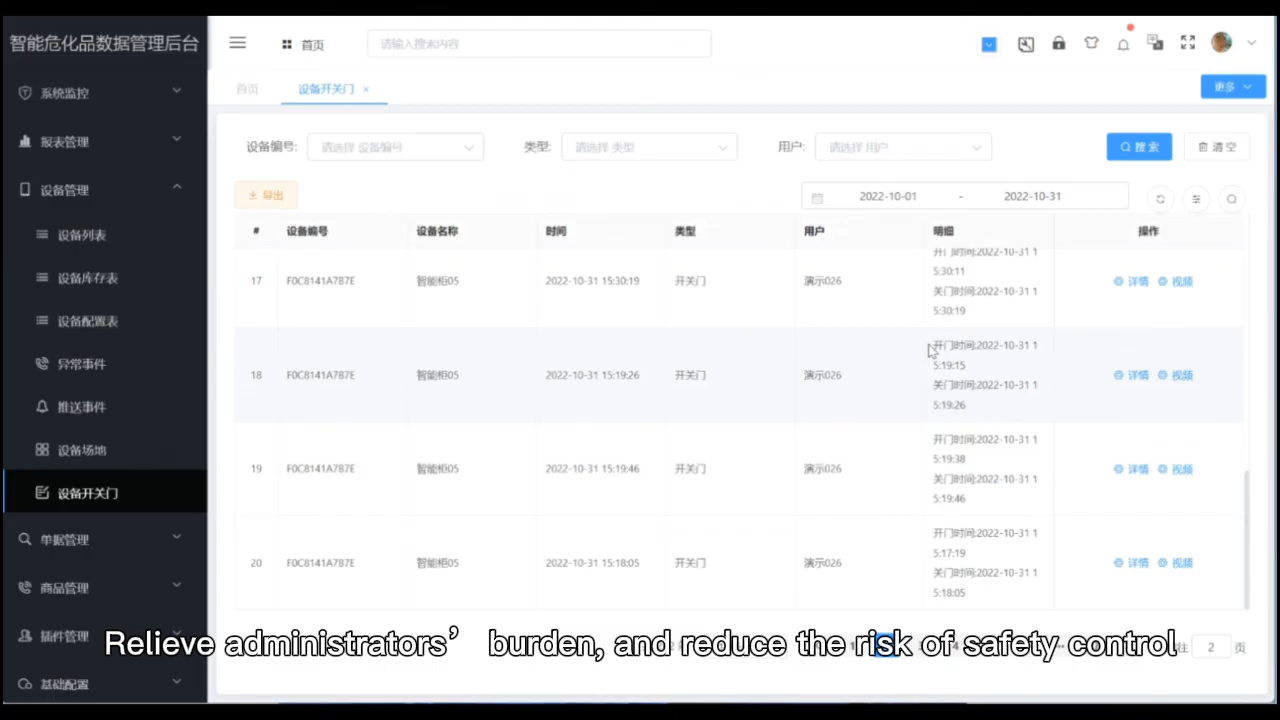 智能危化品数据管理后台
首页
请输入搜索内容
系统监控
报表管理
设备管理
设备列表
设备库存表
设备配置表
异常事件
推送事件
设备场地
设备开关门
单据管理
商品管理
插件管理
基础配置
首页
设备开关门 ×
更多
设备编号: 请选择 设备编号
类型: 请选择 类型
用户: 请选择 用户
搜索
清空
导出
2022-10-01 - 2022-10-31
# 设备编号 设备名称 时间 类型 用户 明细 操作
开门时间:2022-10-31 1
5:30:11
17 F0C8141A7B7E 智能柜05 2022-10-31 15:30:19 开关门 演示026 详情 视频
关门时间:2022-10-31 1
5:30:19
开门时间:2022-10-31 1
5:19:15
18 F0C8141A7B7E 智能柜05 2022-10-31 15:19:26 开关门 演示026 详情 视频
关门时间:2022-10-31 1
5:19:26
开门时间:2022-10-31 1
5:19:38
19 F0C8141A7B7E 智能柜05 2022-10-31 15:19:46 开关门 演示026 详情 视频
关门时间:2022-10-31 1
5:19:46
开门时间:2022-10-31 1
5:17:19
20 F0C8141A7B7E 智能柜05 2022-10-31 15:18:05 开关门 演示026 详情 视频
关门时间:2022-10-31 1
5:18:05
Relieve administrators’ burden, and reduce the risk of safety control
2 页